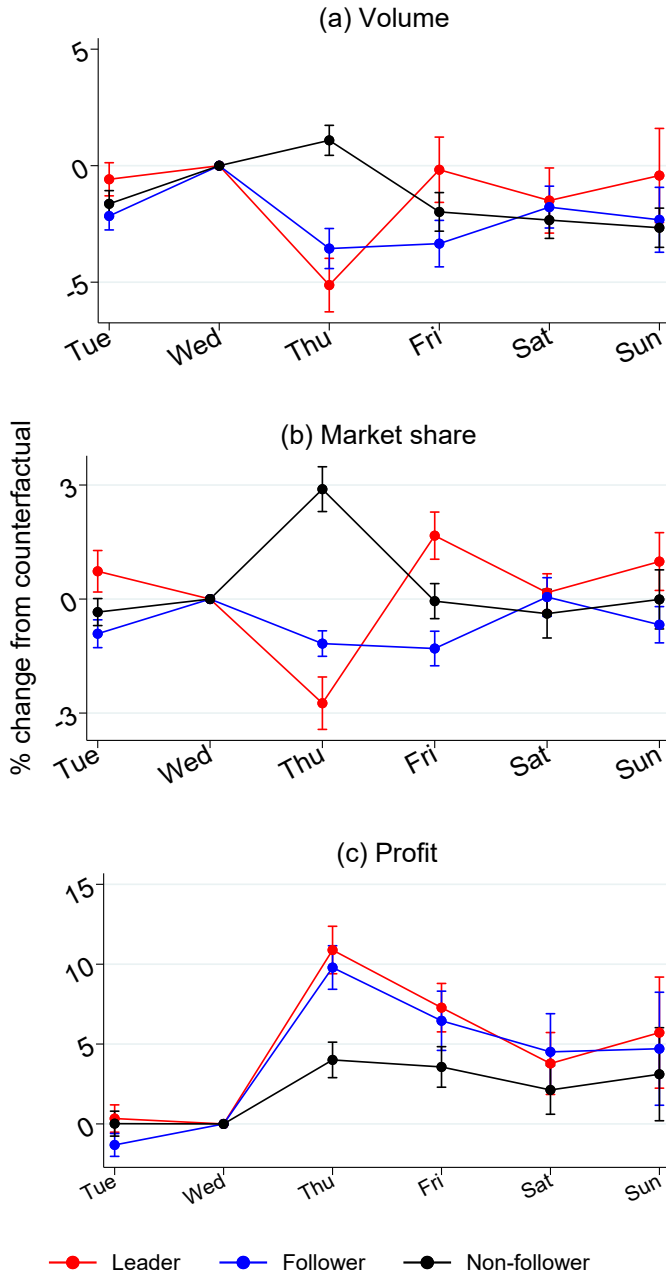 (a) Volume
5
0
-5
Tue Wed Thu Fri Sat Sun
% change from counterfactual
(b) Market share
3
0
-3
Tue Wed Thu Fri Sat Sun
(c) Profit
15
10
5
0
Tue Wed Thu Fri Sat Sun
Leader Follower Non-follower